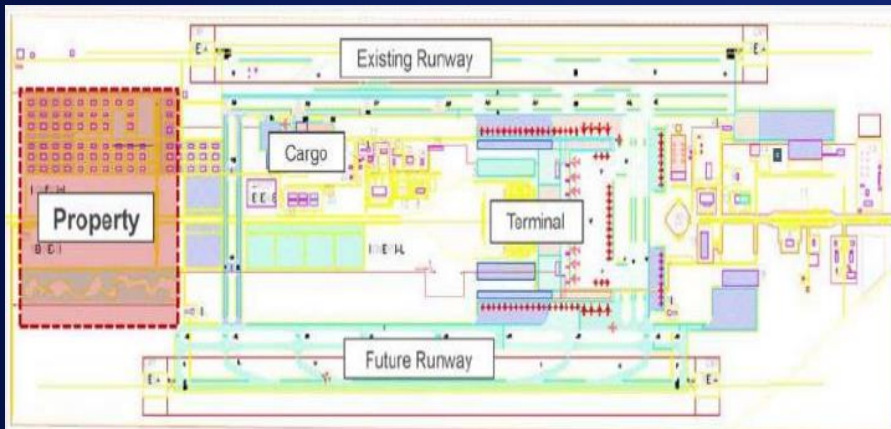 Existing Runway
Cargo
Property
Terminal
Future Runway